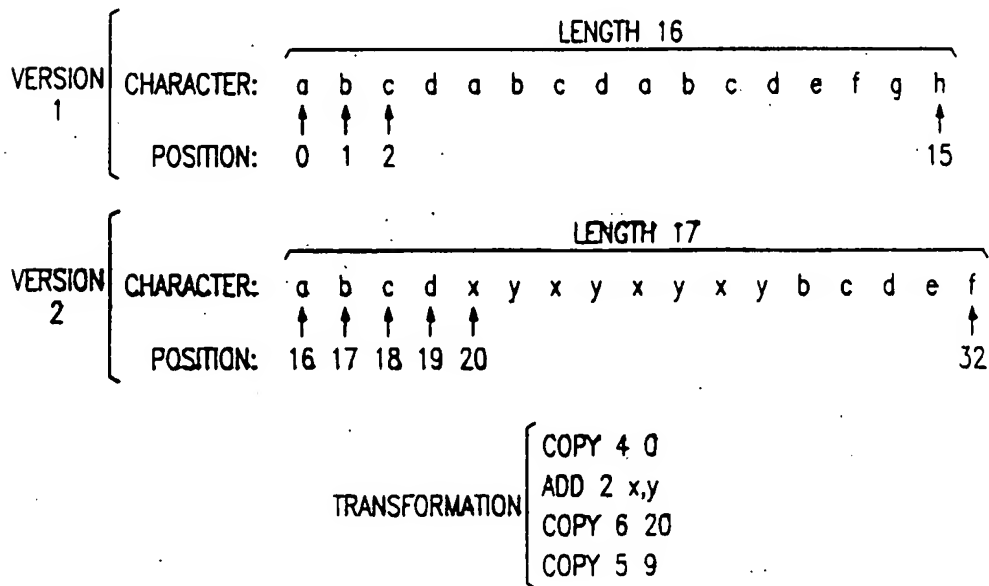 LENGTH 16
VERSION 1
CHARACTER: a b c d a b c d a b c d e f g h
POSITION: 0 1 2 15
LENGTH 17
VERSION 2
CHARACTER: a b c d x y x y x y x y b c d e f
POSITION: 16 17 18 19 20 32
TRANSFORMATION
COPY 4 0
ADD 2 x,y
COPY 6 20
COPY 5 9